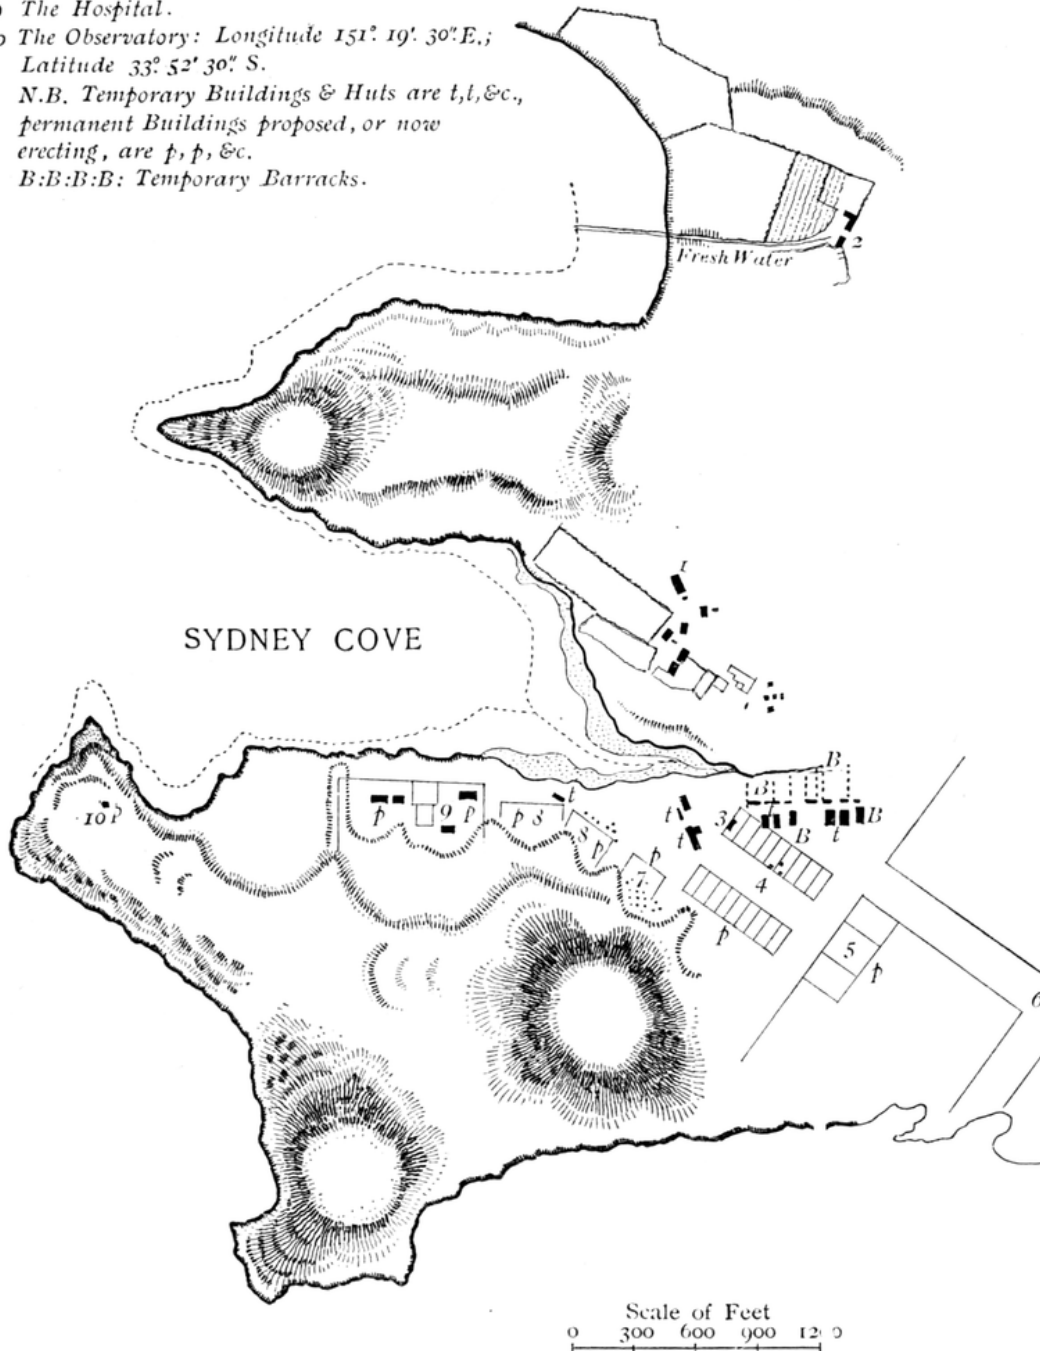 The Hospital.
The Observatory: Longitude 151° 19' 30" E.;
Latitude 33° 52' 30" S.
N.B. Temporary Buildings & Huts are t,t,&c.,
permanent Buildings proposed, or now
erecting, are p, p, &c.
B:B:B:B: Temporary Barracks.
2
Fresh Water
1
SYDNEY COVE
B
B
10 p
p
9
p
t
p 8
8
p
t
t
3
B
t
B
p
7
4
p
5
p
6
Scale of Feet
0 300 600 900 1200